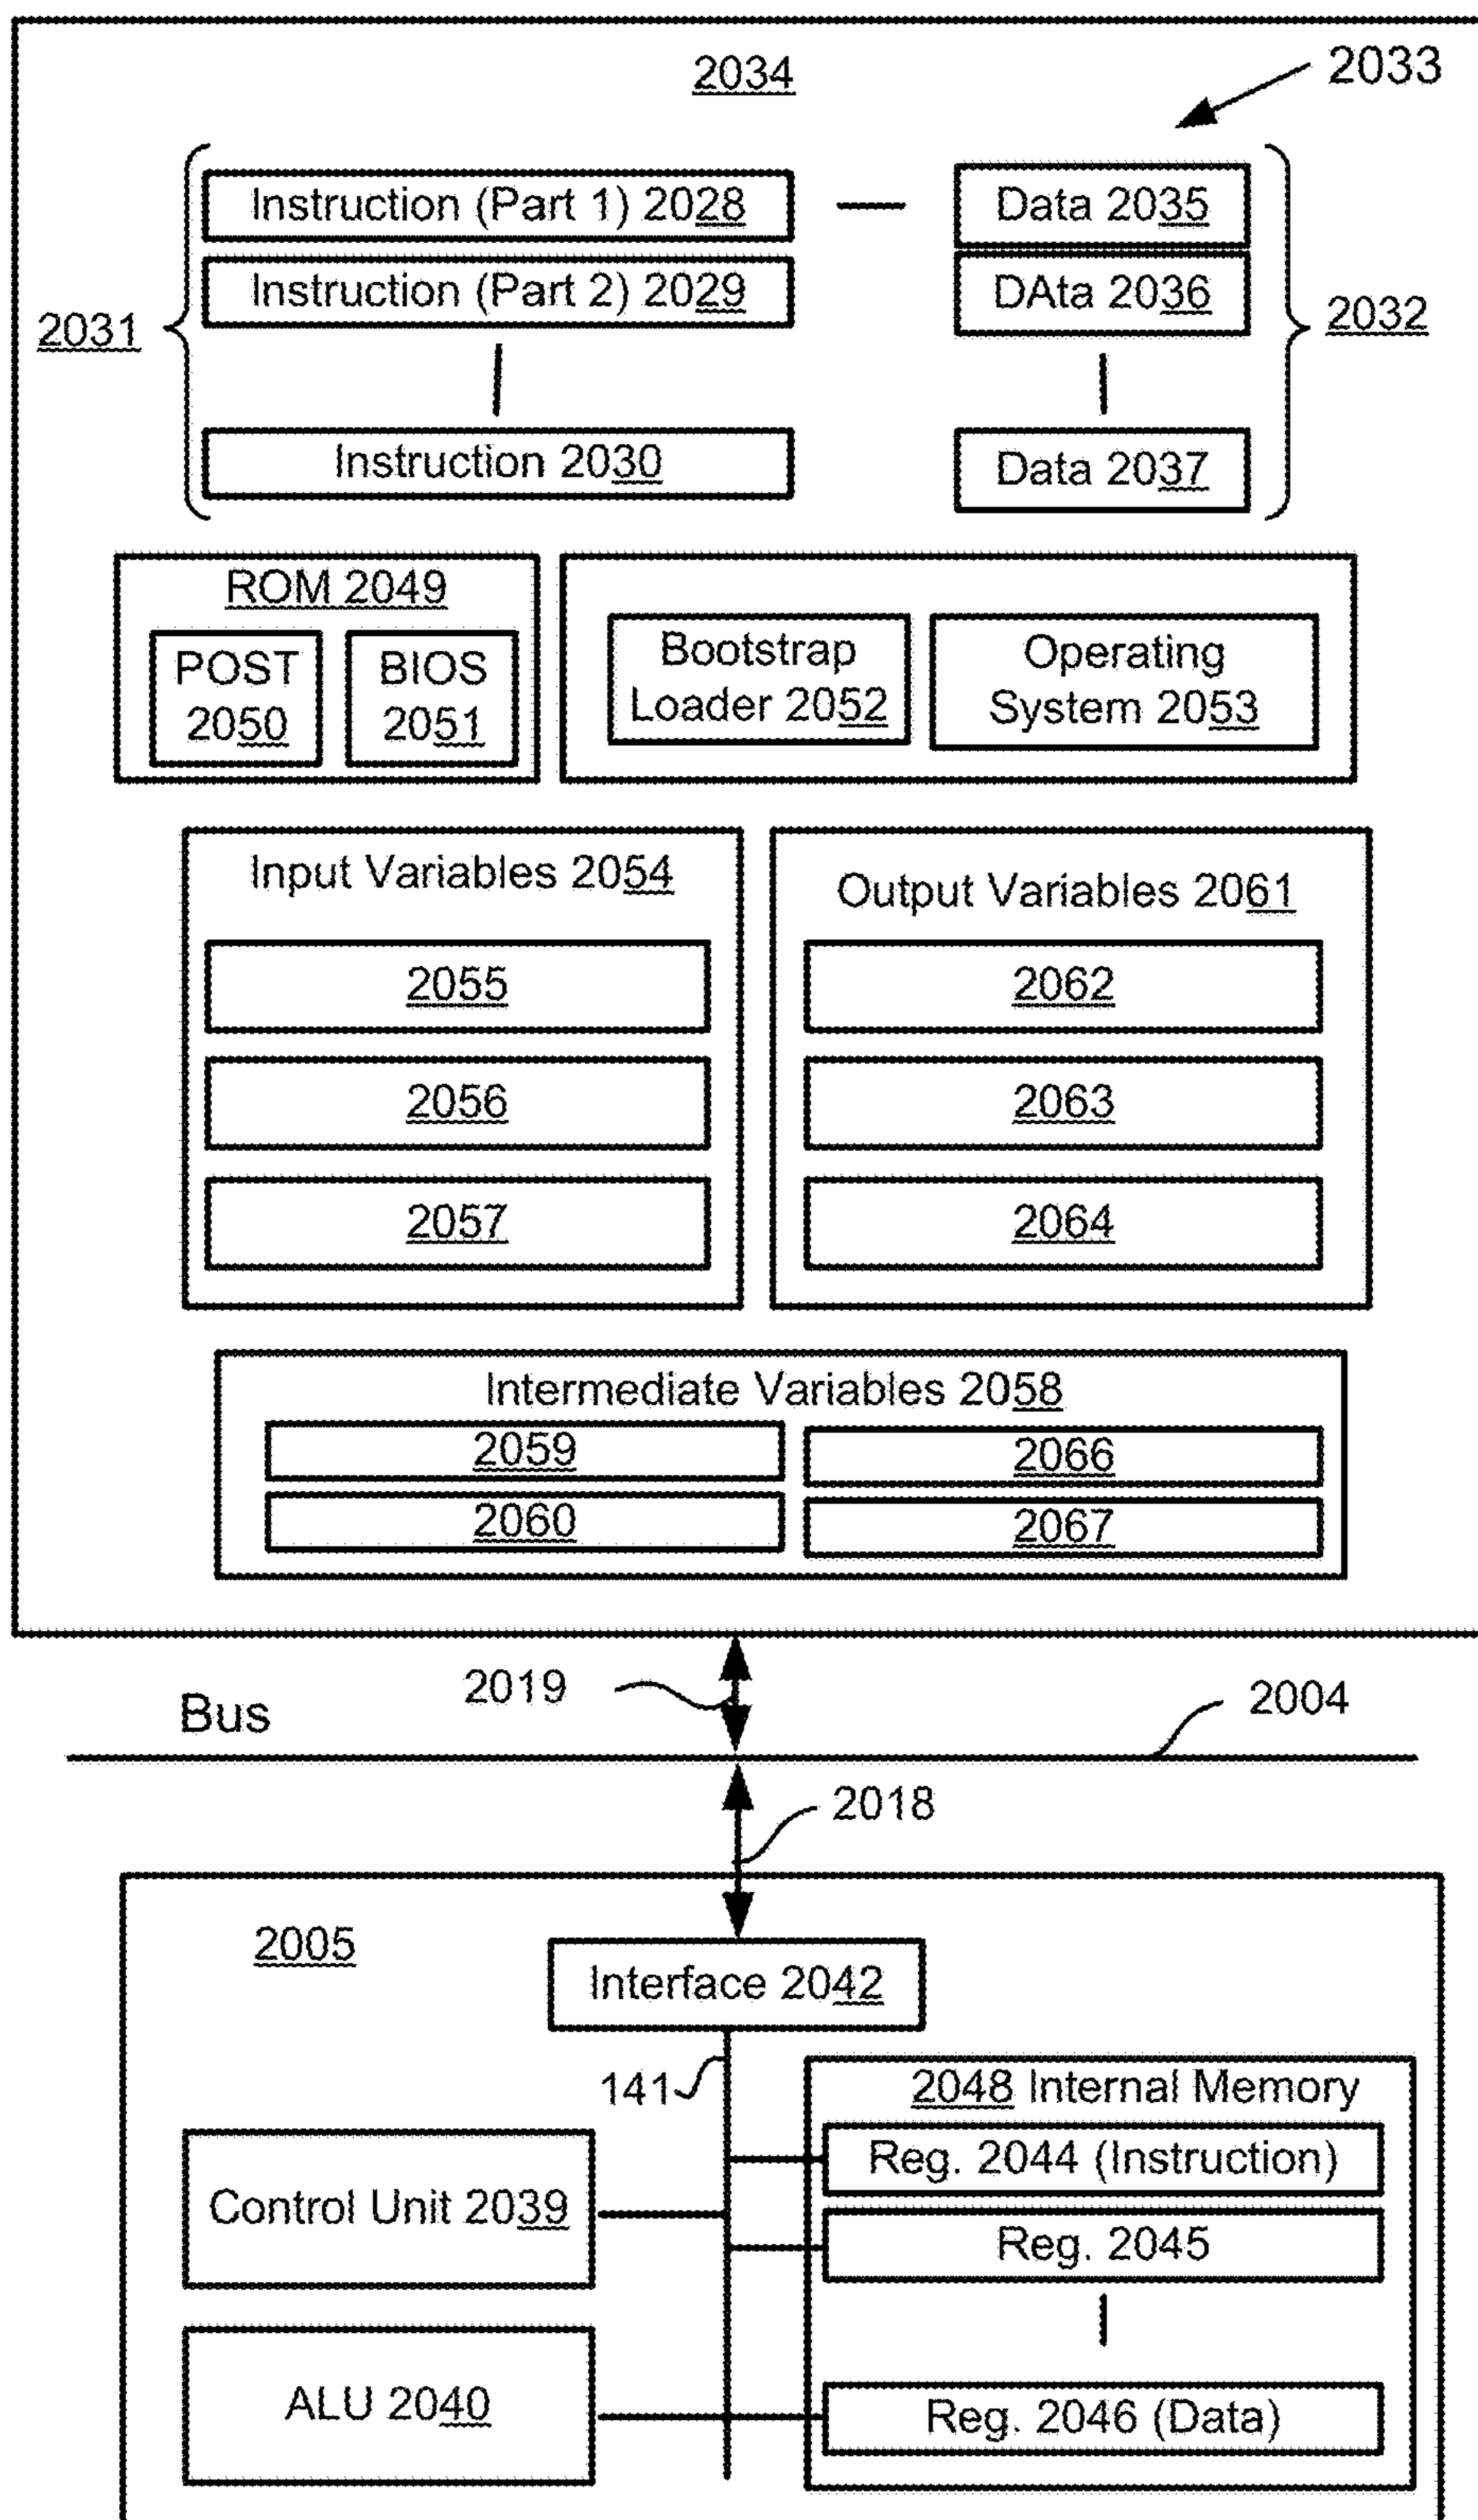 2034
2033
Instruction (Part 1) 2028
Data 2035
Instruction (Part 2) 2029
DAta 2036
2031
2032
Instruction 2030
Data 2037
ROM 2049
POST
2050
BIOS
2051
Bootstrap
Loader 2052
Operating
System 2053
Input Variables 2054
2055
2056
2057
Output Variables 2061
2062
2063
2064
Intermediate Variables 2058
2059
2066
2060
2067
2019
Bus
2004
2018
2005
Interface 2042
141
2048 Internal Memory
Reg. 2044 (Instruction)
Control Unit 2039
Reg. 2045
ALU 2040
Reg. 2046 (Data)